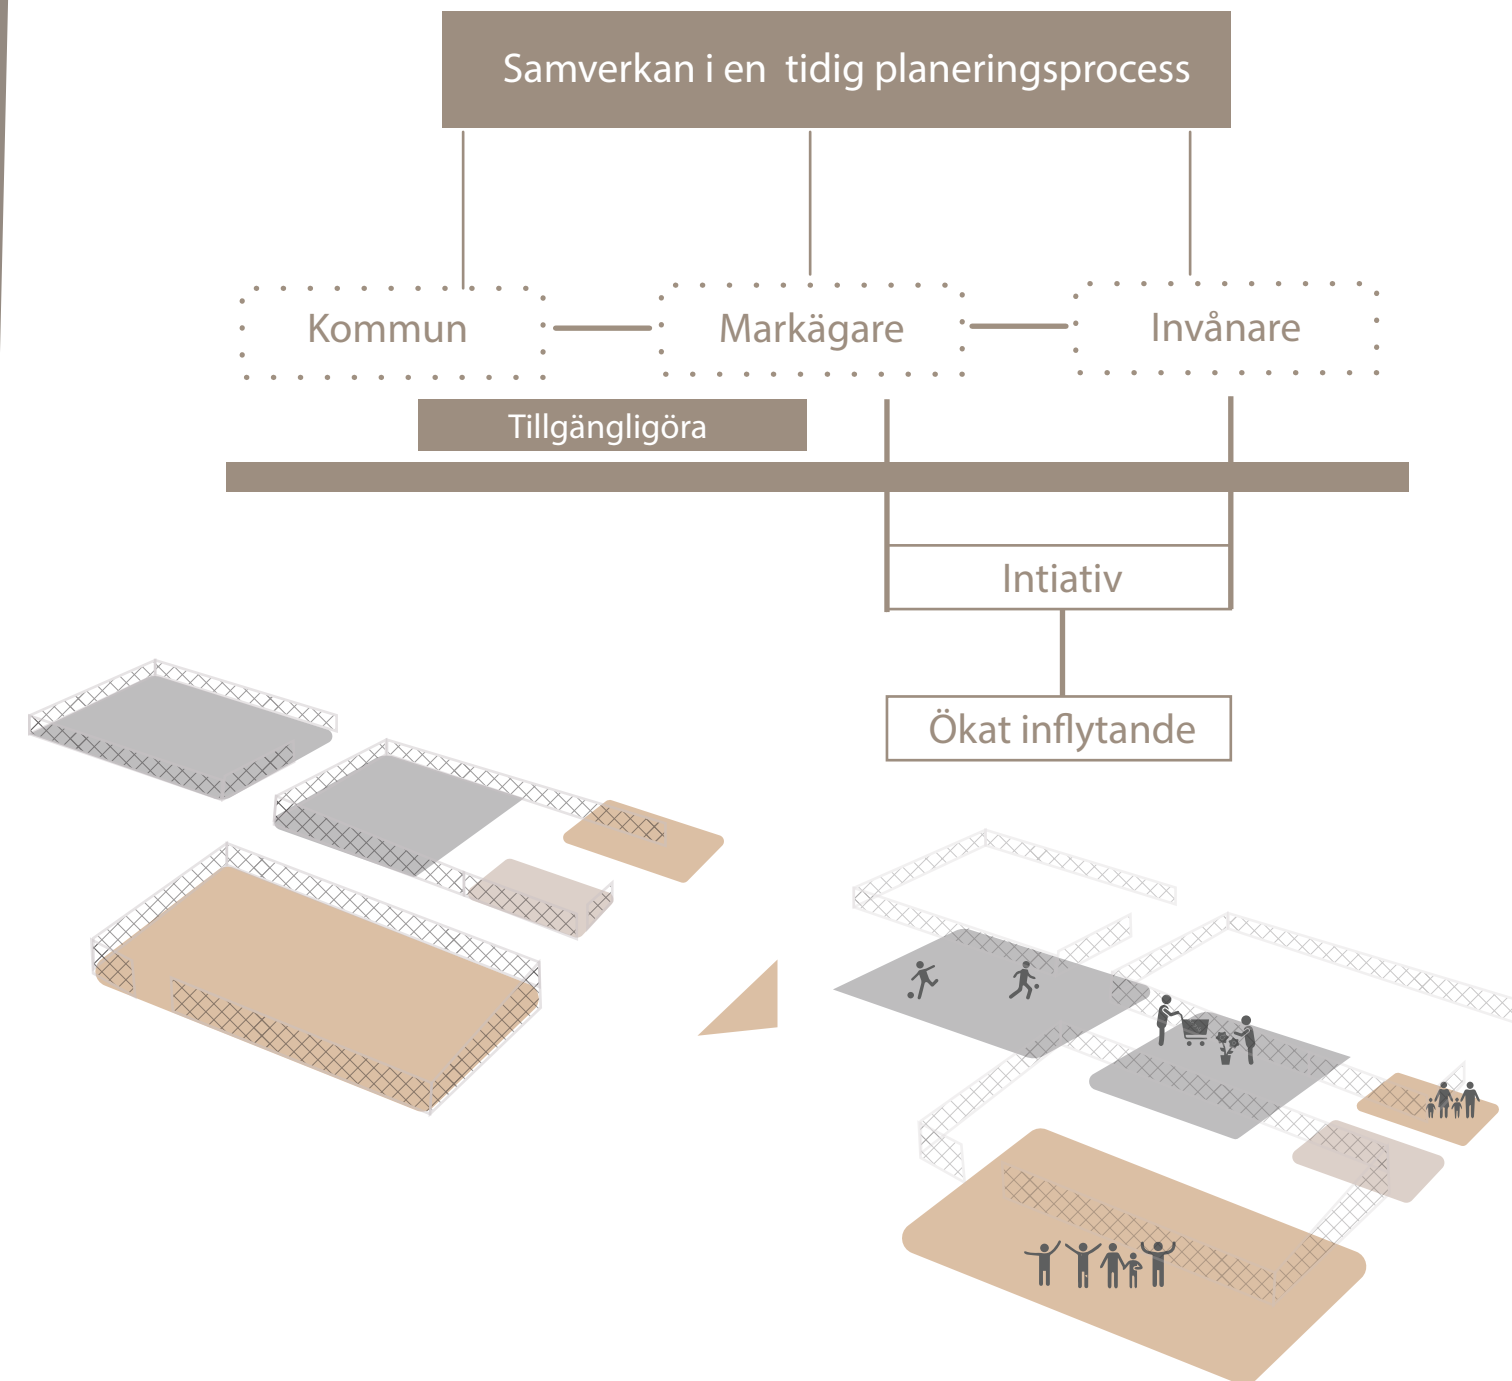 Samverkan i en tidig planeringsprocess
Kommun
Markägare
Invånare
Tillgängligöra
Intiativ
Ökat inflytande